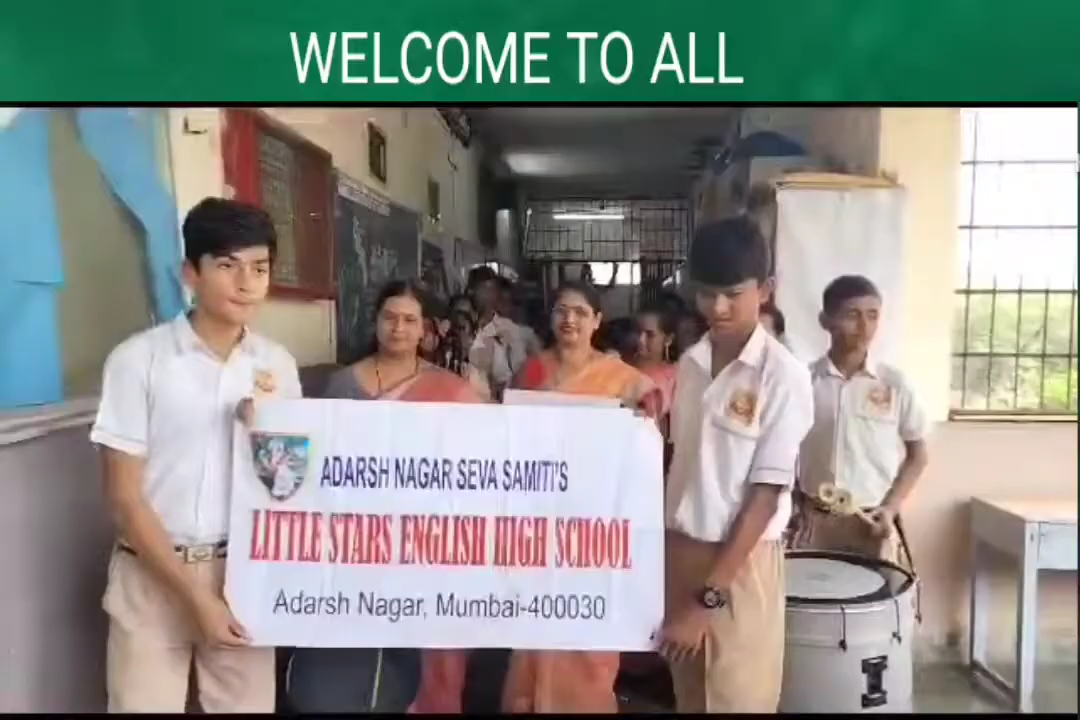 WELCOME TO ALL
ADARSH NAGAR SEVA SAMITI'S
LITTLE STARS ENGLISH HIGH SCHOOL
Adarsh Nagar, Mumbai-400030